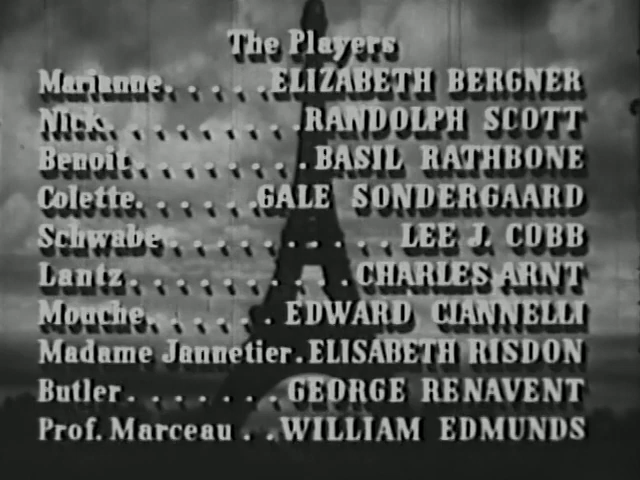 The Players
Marianne.....ELIZABETH BERGNER
Nick.........RANDOLPH SCOTT
Benoit........BASIL RATHBONE
Colette......GALE SONDERGAARD
Schwabe..........LEE J. COBB
Lantz..........CHARLES ARNT
Mouche......EDWARD CIANNELLI
Madame Jannetier.ELISABETH RISDON
Butler.......GEORGE RENAVENT
Prof. Marceau..WILLIAM EDMUNDS